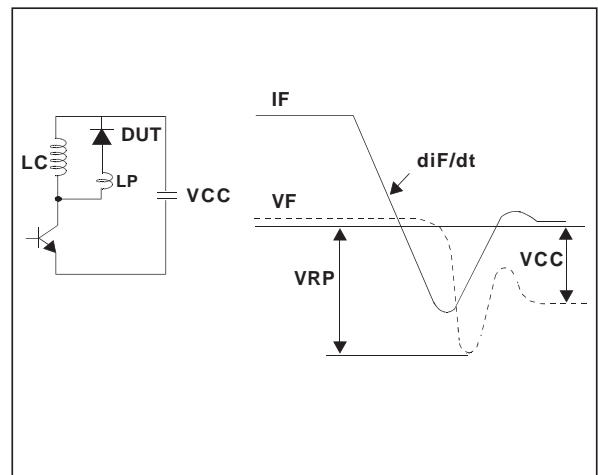 DUT
LC
LP
VCC
IF
diF/dt
VF
VRP
VCC